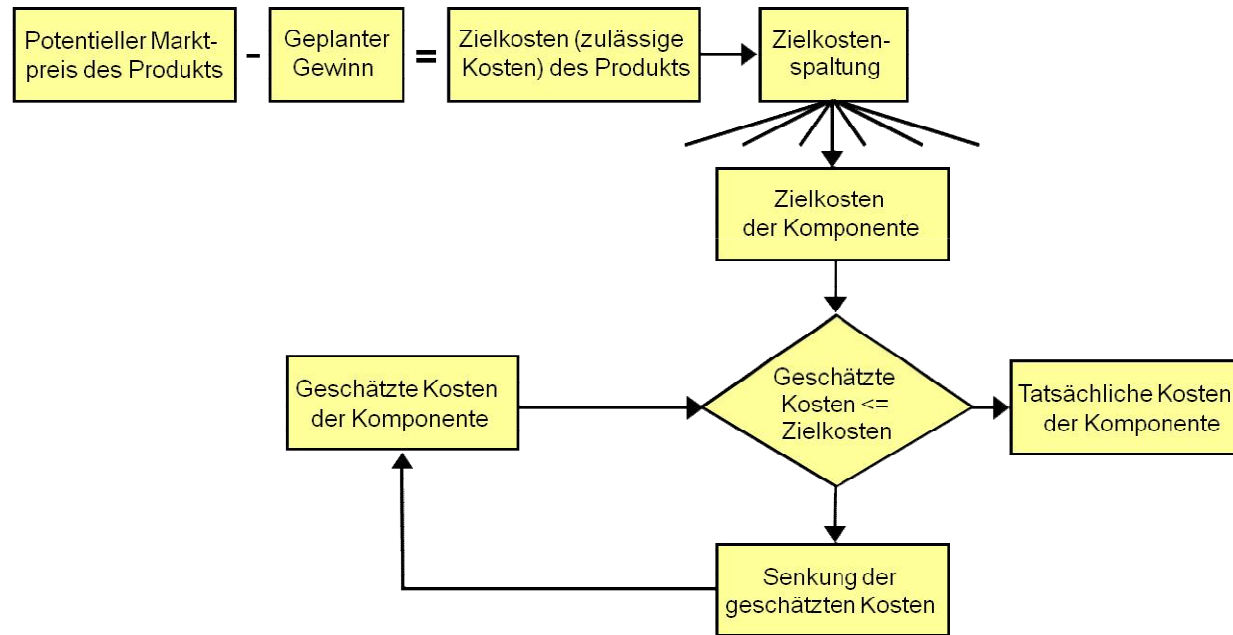 Potentieller Markt-
preis des Produkts
-
Geplanter
Gewinn
=
Zielkosten (zulässige
Kosten) des Produkts
Zielkosten-
spaltung
Zielkosten
der Komponente
Geschätzte Kosten
der Komponente
Geschätzte
Kosten <=
Zielkosten
Tatsächliche Kosten
der Komponente
Senkung der
geschätzten Kosten